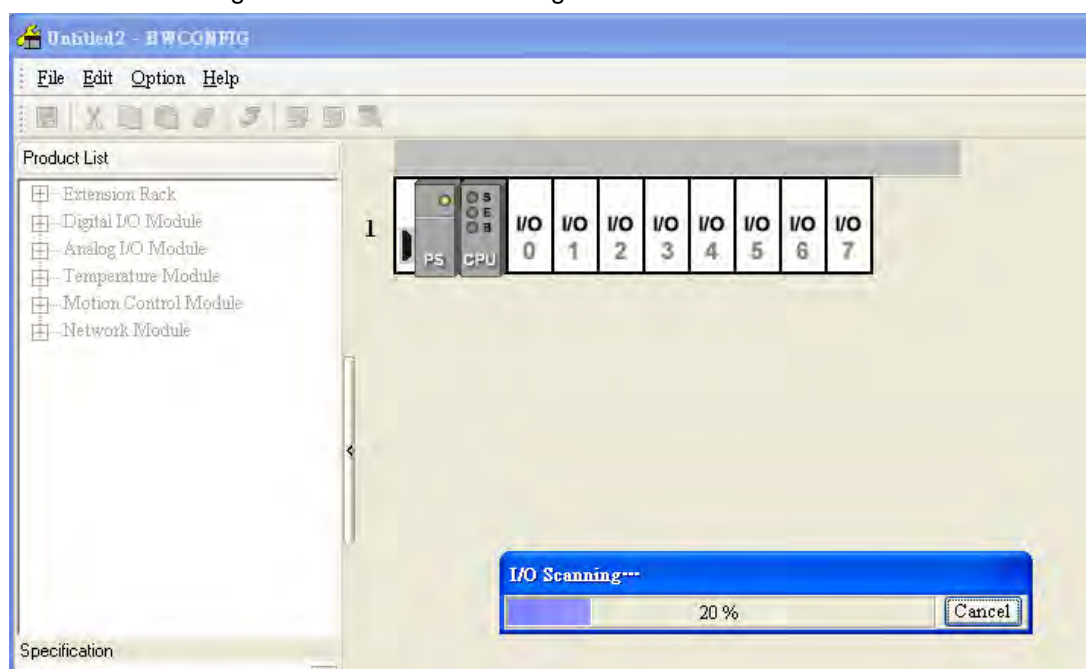 Untitled2 - HWCONFIG
File Edit Option Help
Product List
Extension Rack
Digital I/O Module
Analog I/O Module
Temperature Module
Motion Control Module
Network Module
1
PS
CPU
S
E
B
I/O 0
I/O 1
I/O 2
I/O 3
I/O 4
I/O 5
I/O 6
I/O 7
I/O Scanning...
20 %
Cancel
Specification